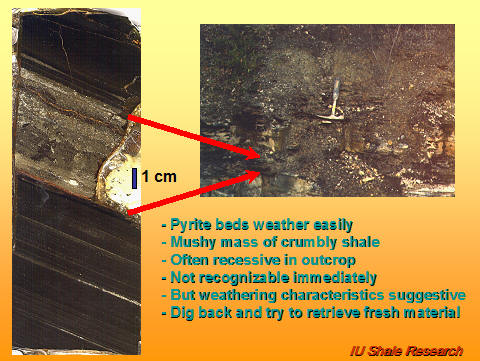 1 cm
- Pyrite beds weather easily
- Mushy mass of crumbly shale
- Often recessive in outcrop
- Not recognizable immediately
- But weathering characteristics suggestive
- Dig back and try to retrieve fresh material
IU Shale Research